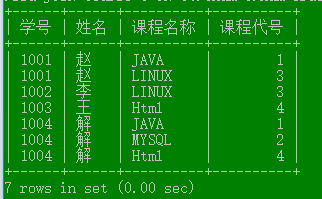 | 学号 | 姓名 | 课程名称 | 课程代号 |
| 1001 | 赵 | JAVA | 1 |
| 1001 | 赵 | LINUX | 3 |
| 1002 | 李 | LINUX | 3 |
| 1003 | 王 | Html | 4 |
| 1004 | 解 | JAVA | 1 |
| 1004 | 解 | MYSQL | 2 |
| 1004 | 解 | Html | 4 |
7 rows in set (0.00 sec)